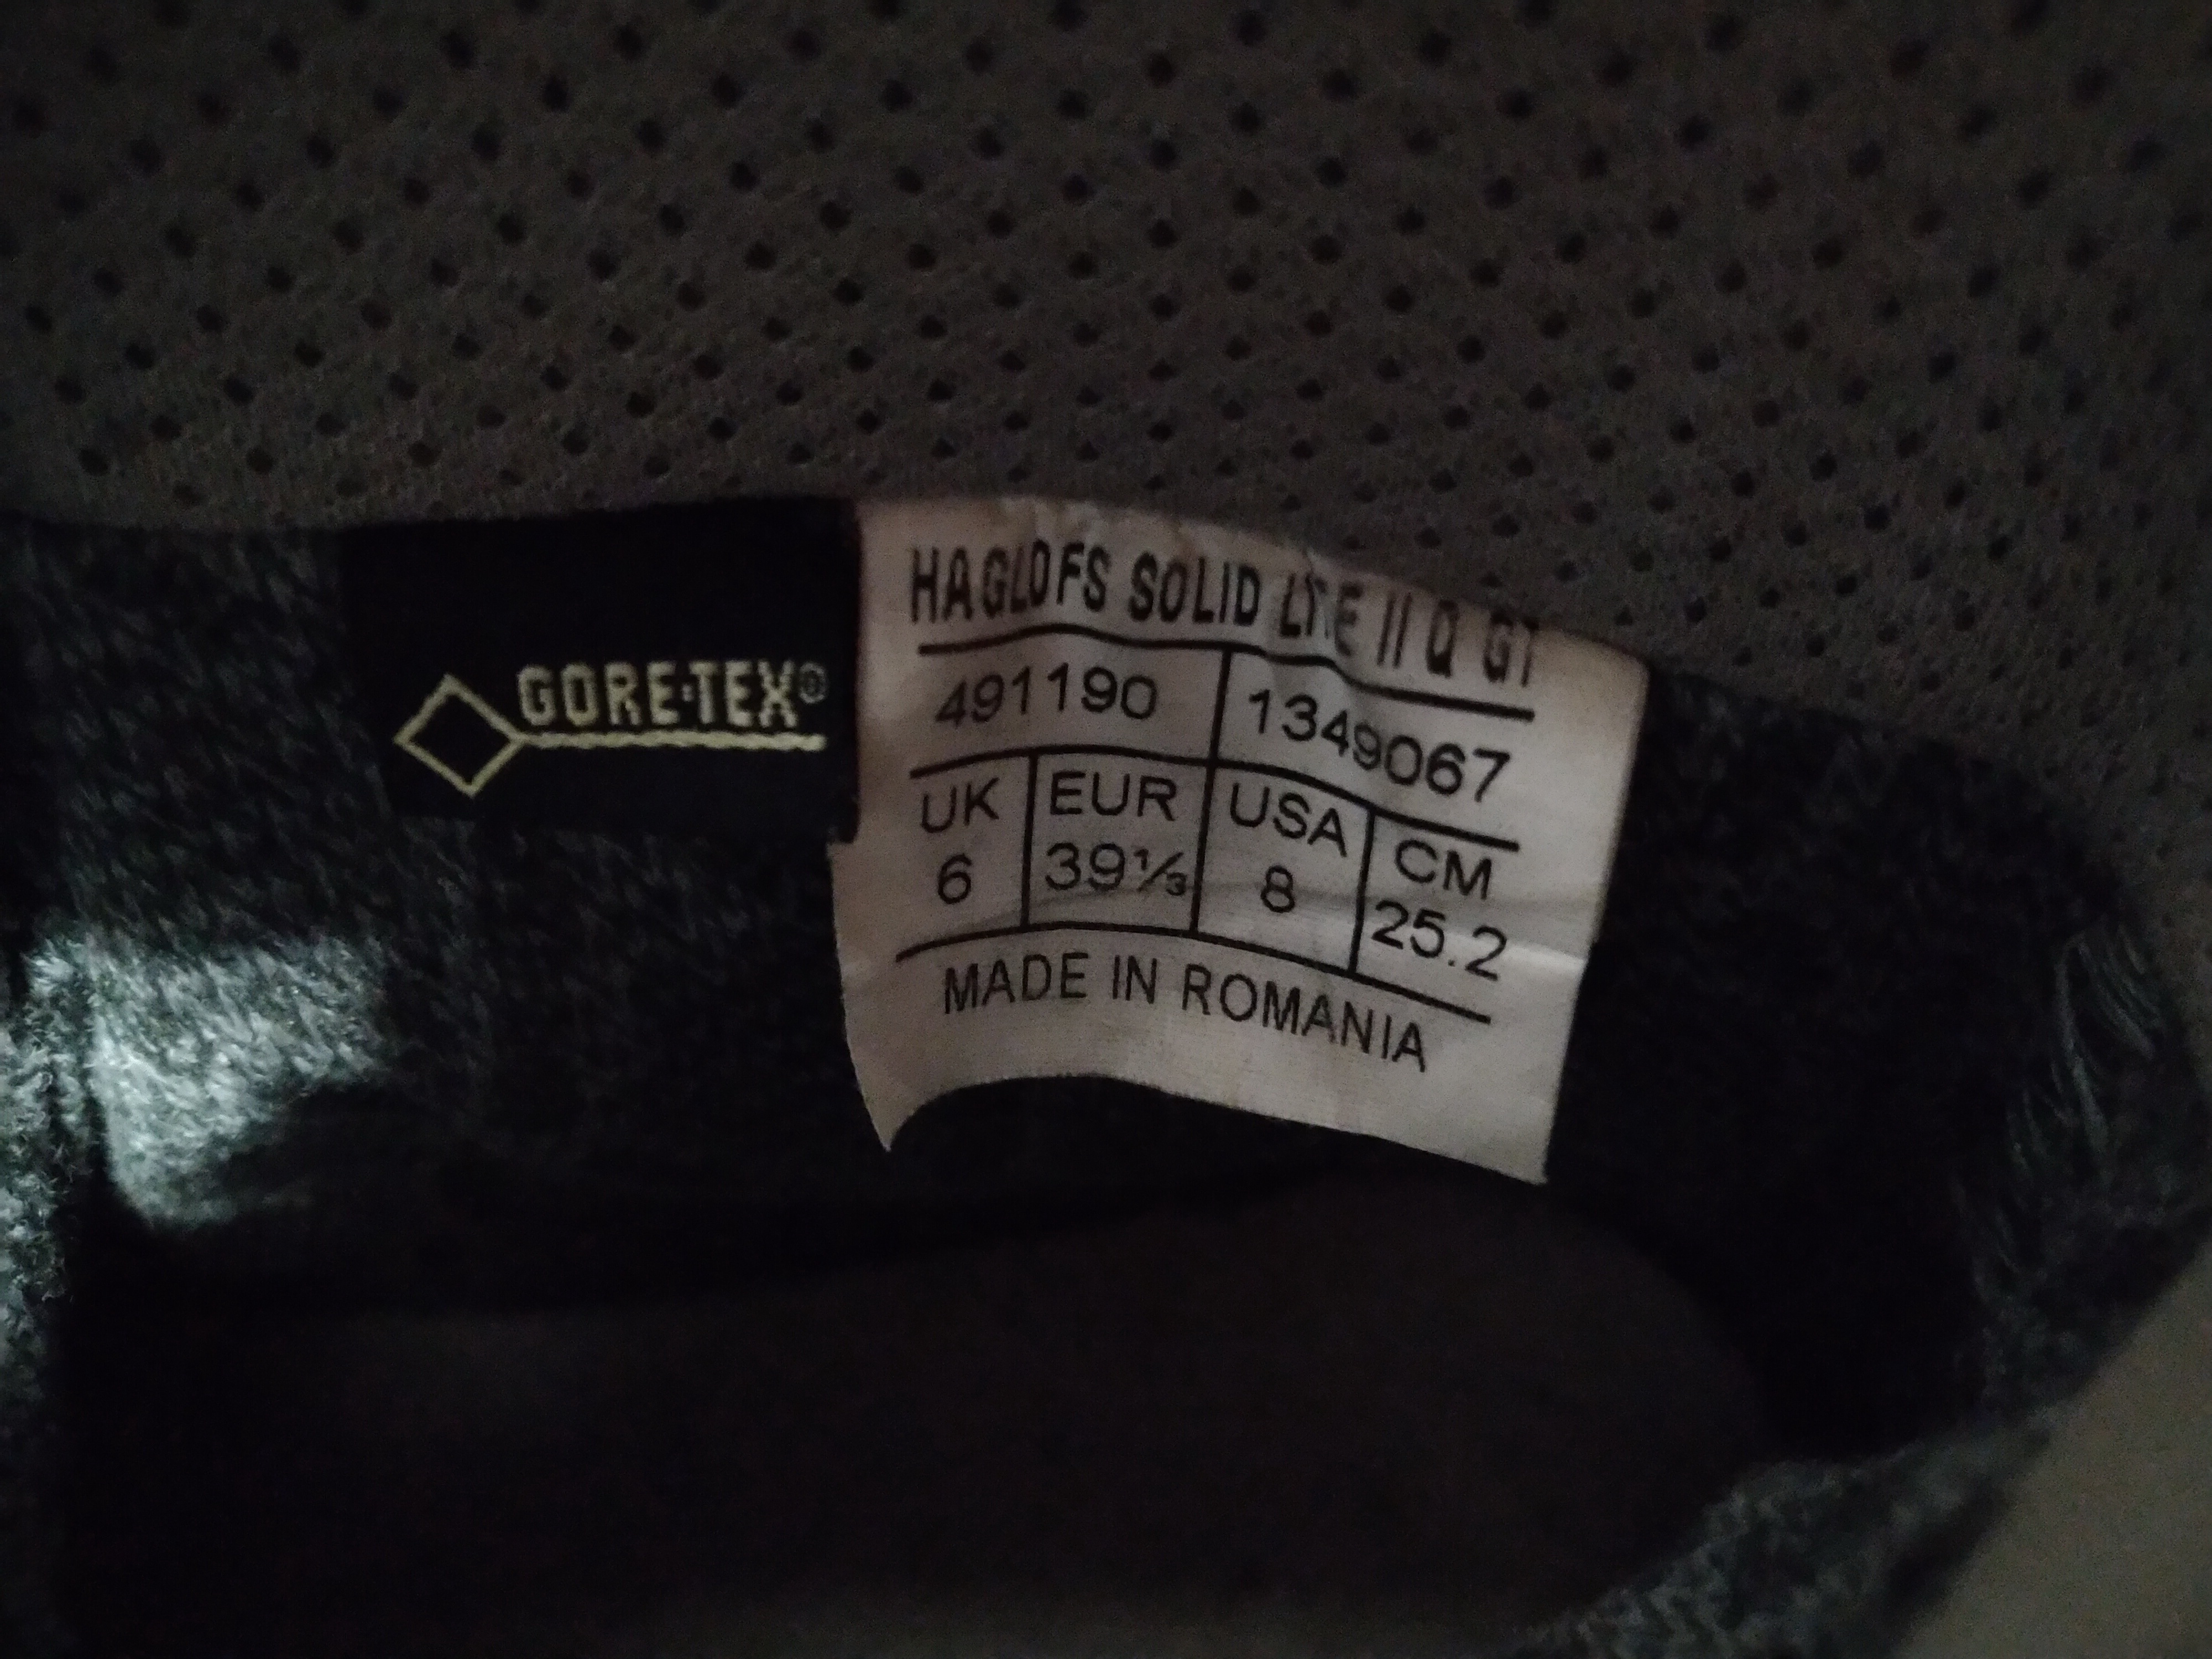 GORE-TEX®
HAGLOFS SOLID LITE II Q GT
491190 1349067
UK EUR USA CM
6 39⅓ 8 25.2
MADE IN ROMANIA